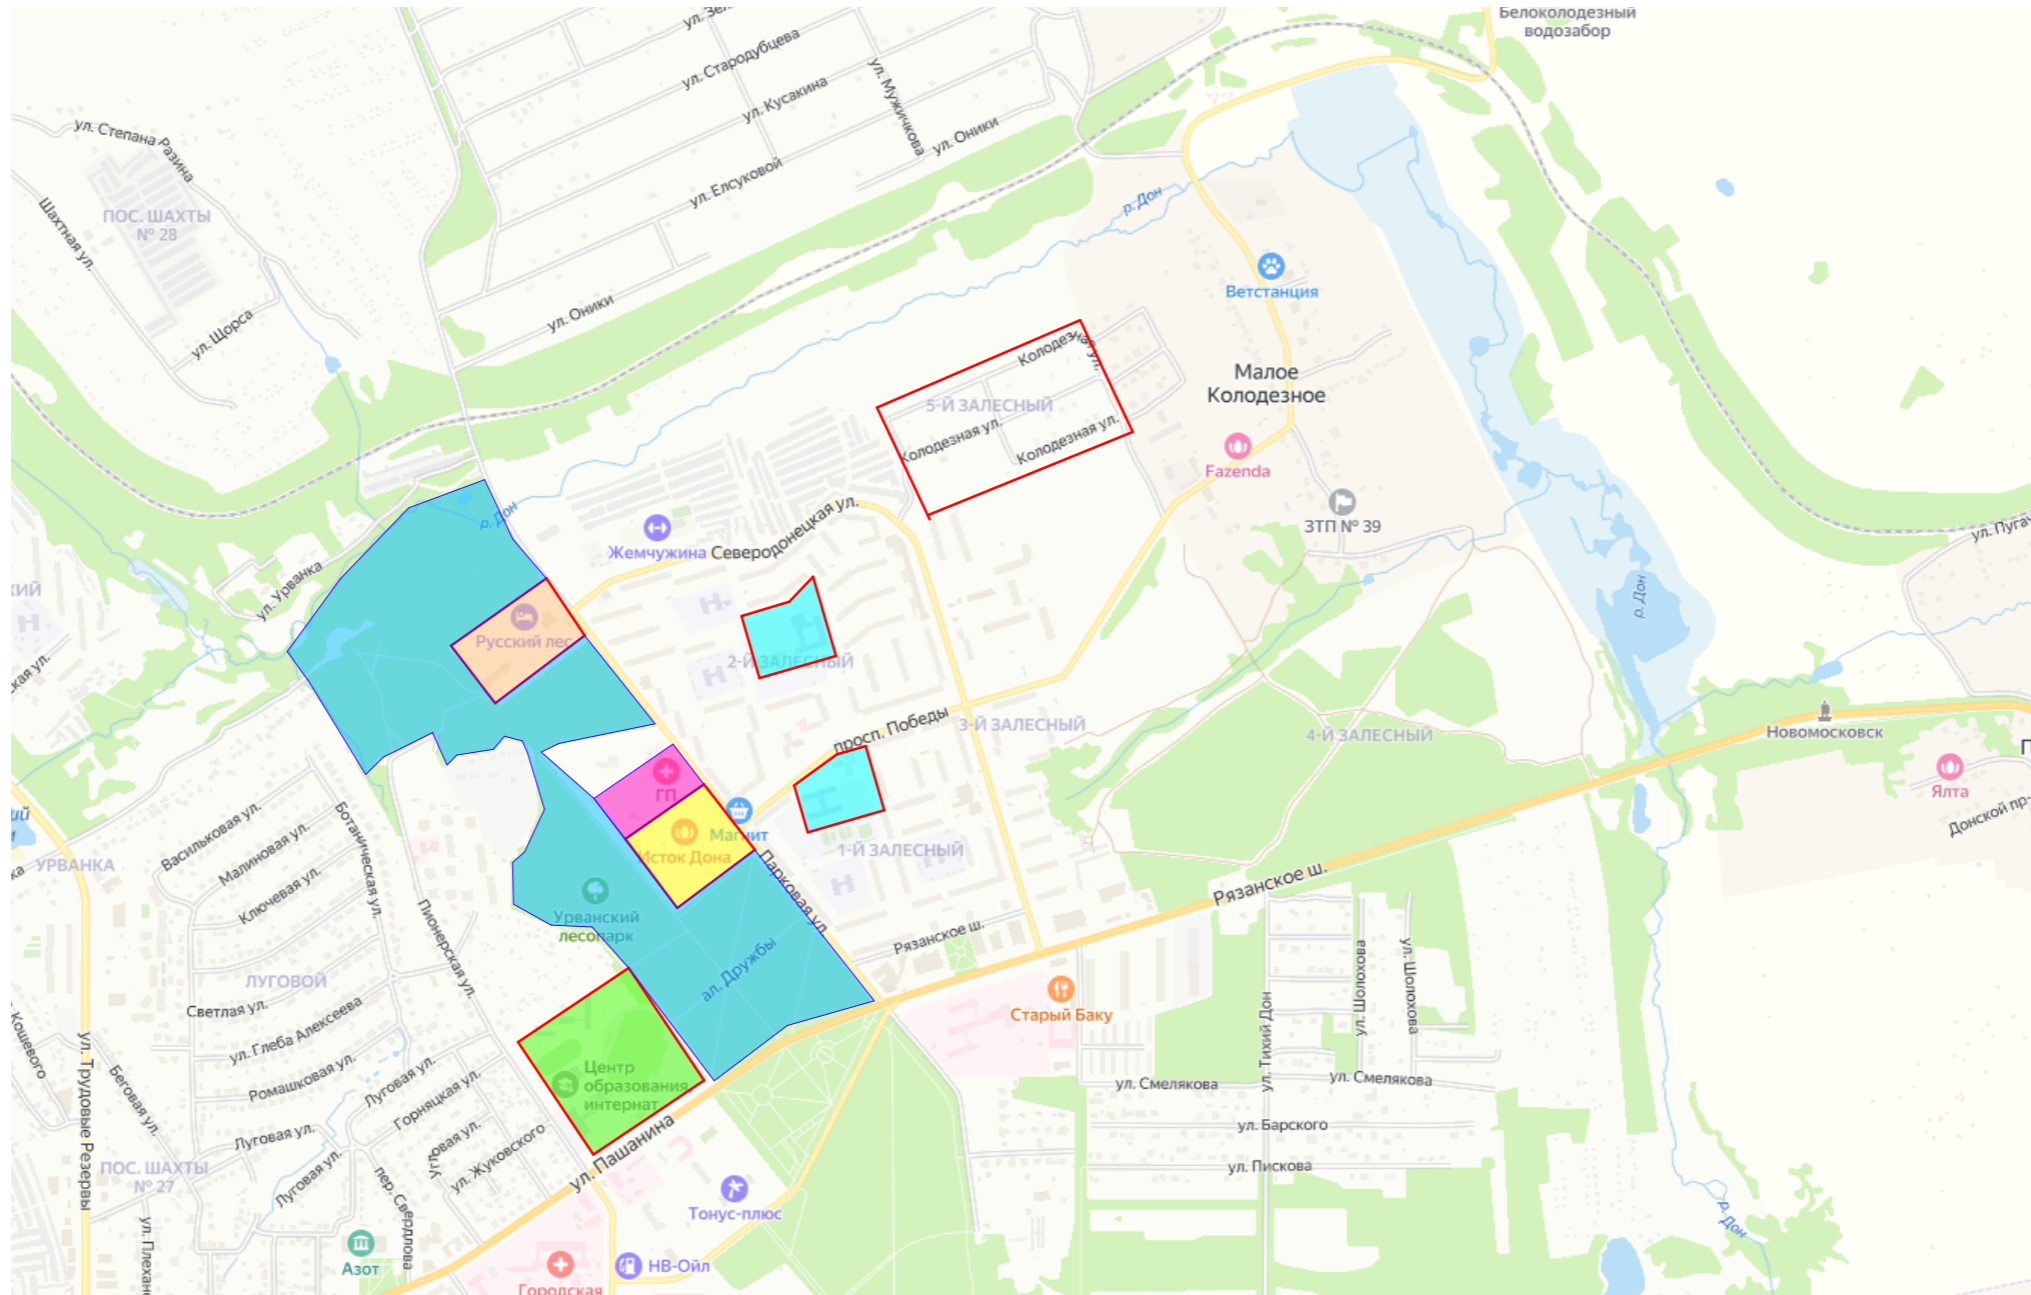 Белоколодезный
водозабор
ул. Стародубцева
ул. Мужичкова
ул. Кусакина
ул. Оники
ул. Степана Разина
ул. Елсуковой
р. Дон
ПОС. ШАХТЫ
№ 28
Шахтная ул.
Ветстанция
ул. Оники
ул. Щорса
Колодезная ул.
Малое
Колодезное
5-Й ЗАЛЕСНЫЙ
Колодезная ул.
Колодезная ул.
Fazenda
р. Дон
ЗТП № 39
Жемчужина
Северодонецкая ул.
ул. Урванка
р. Дон
Русский лес
2-Й ЗАЛЕСНЫЙ
просп. Победы
3-Й ЗАЛЕСНЫЙ
4-Й ЗАЛЕСНЫЙ
Новомосковск
Ялта
ГП
Магнит
Донской пр-
Васильковая ул.
Малиновая ул.
Ботаническая ул.
Исток Дона
1-Й ЗАЛЕСНЫЙ
УРВАНКА
Парковая ул.
Рязанское ш.
Ключевая ул.
Пионерская ул.
Урванский
лесопарк
Рязанское ш.
ал. Дружбы
ул. Шолохова
ул. Шолохова
ЛУГОВОЙ
Светлая ул.
ул. Глеба Алексеева
Старый Баку
ул. Тихий Дон
Кошевого
ул. Трудовые Резервы
Беговая ул.
Ромашковая ул.
Луговая ул.
Горняцкая ул.
Центр
образования
интернат
ул. Смелякова
ул. Смелякова
Луговая ул.
ул. Жуковского
ул. Пашанина
ул. Барского
ПОС. ШАХТЫ
№ 27
Луговая ул.
пер. Свердлова
ул. Пискова
Тонус-плюс
р. Дон
Азот
НВ-Ойл
Городская